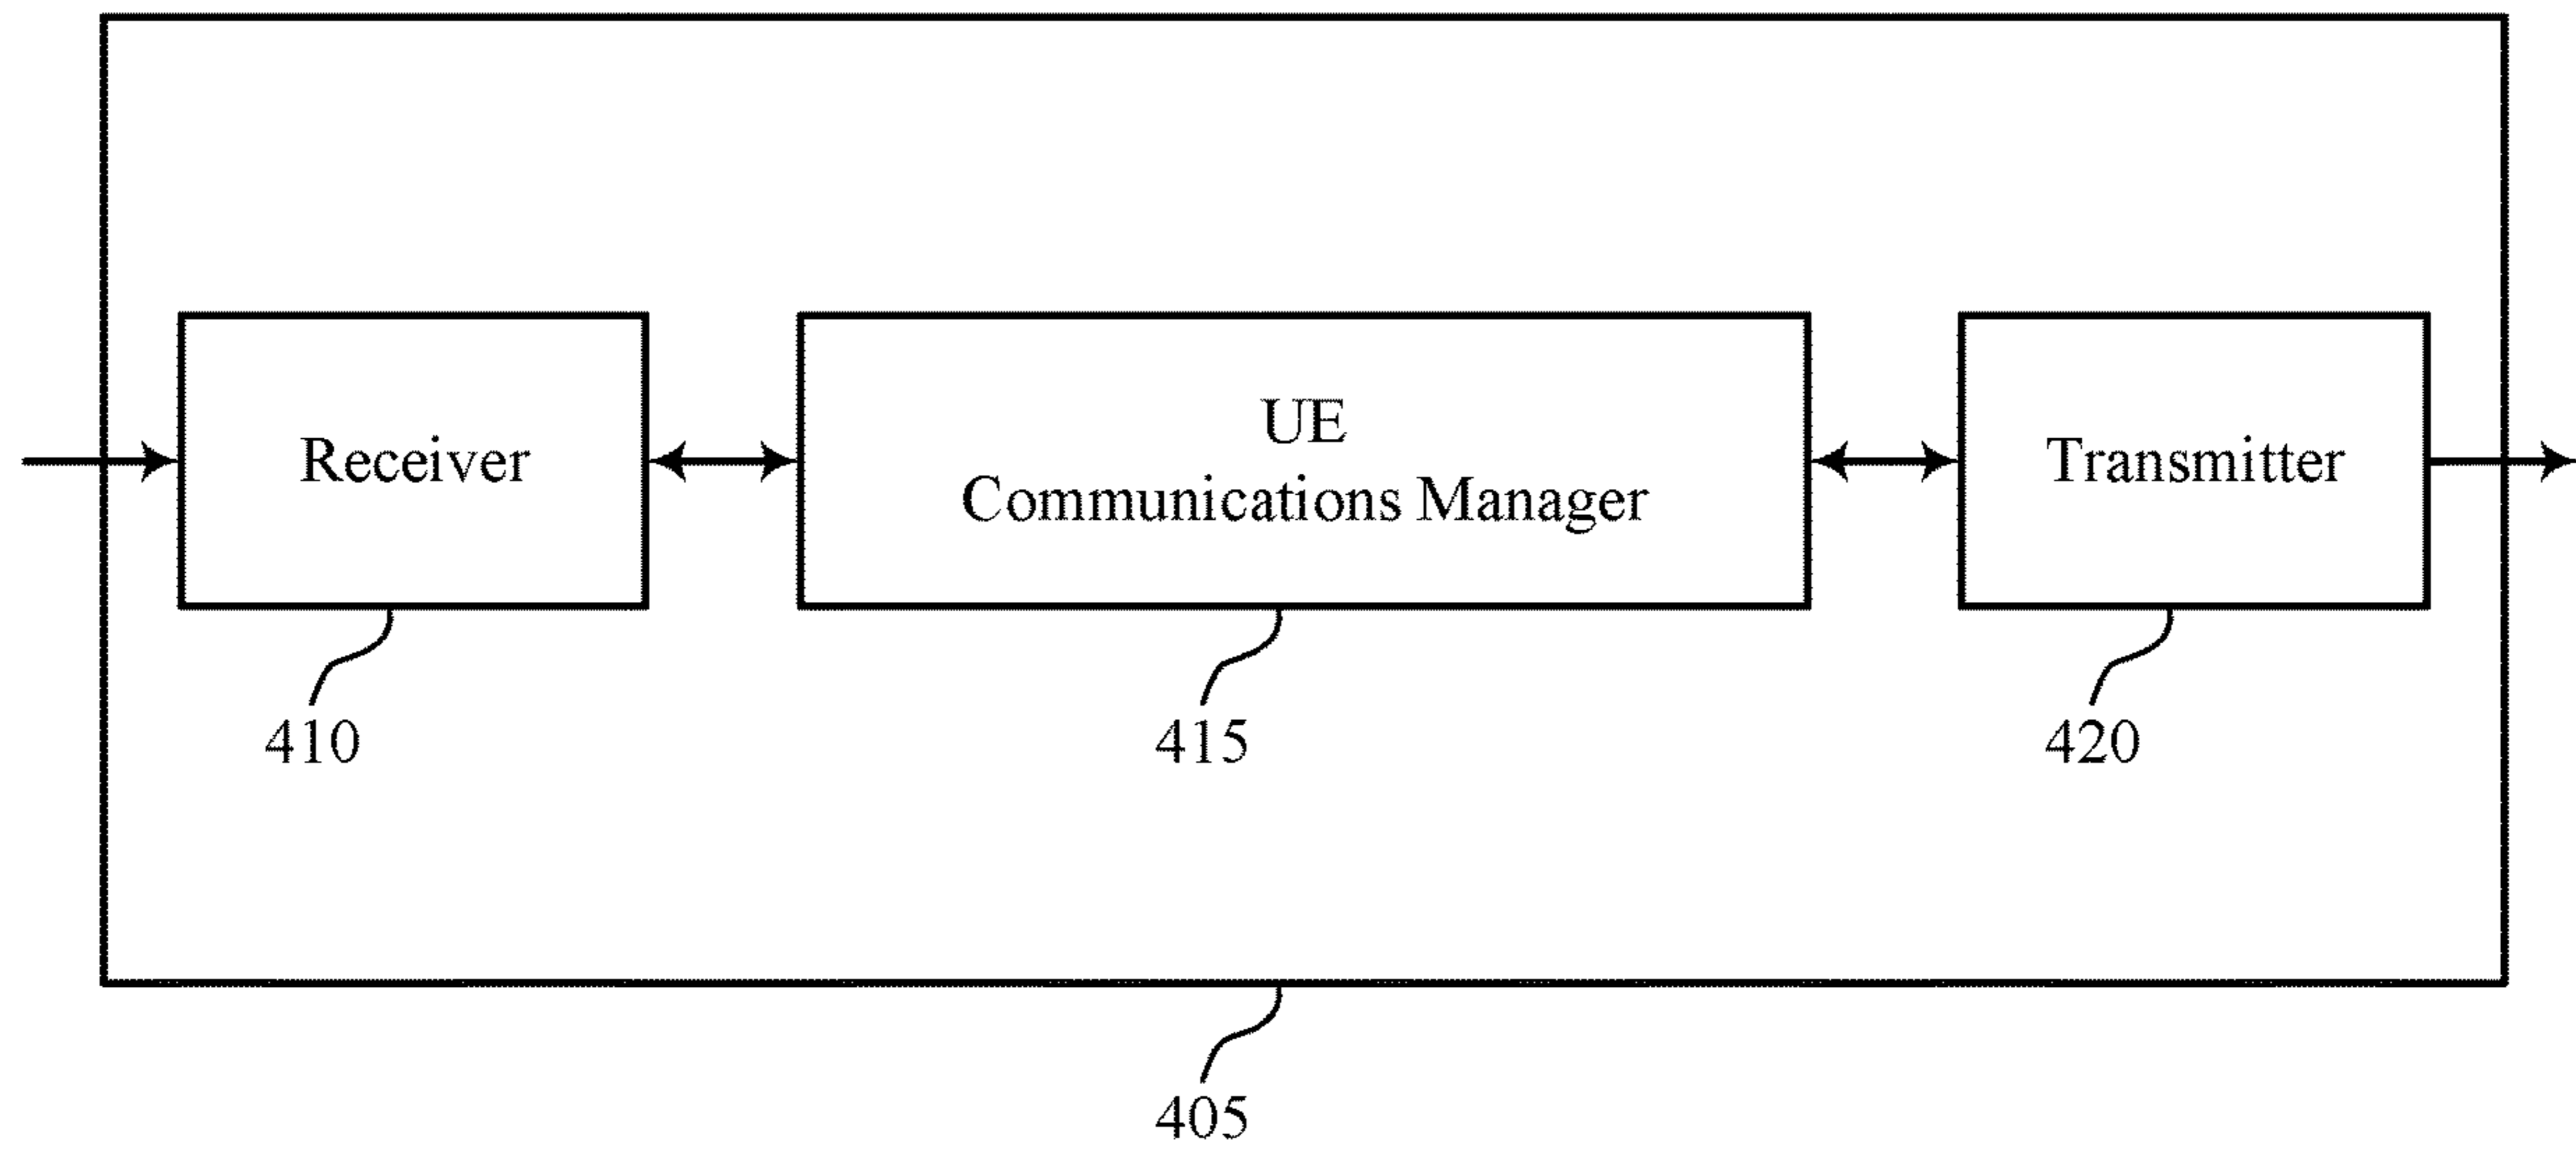 Receiver
UE
Communications Manager
Transmitter
410
415
420
405